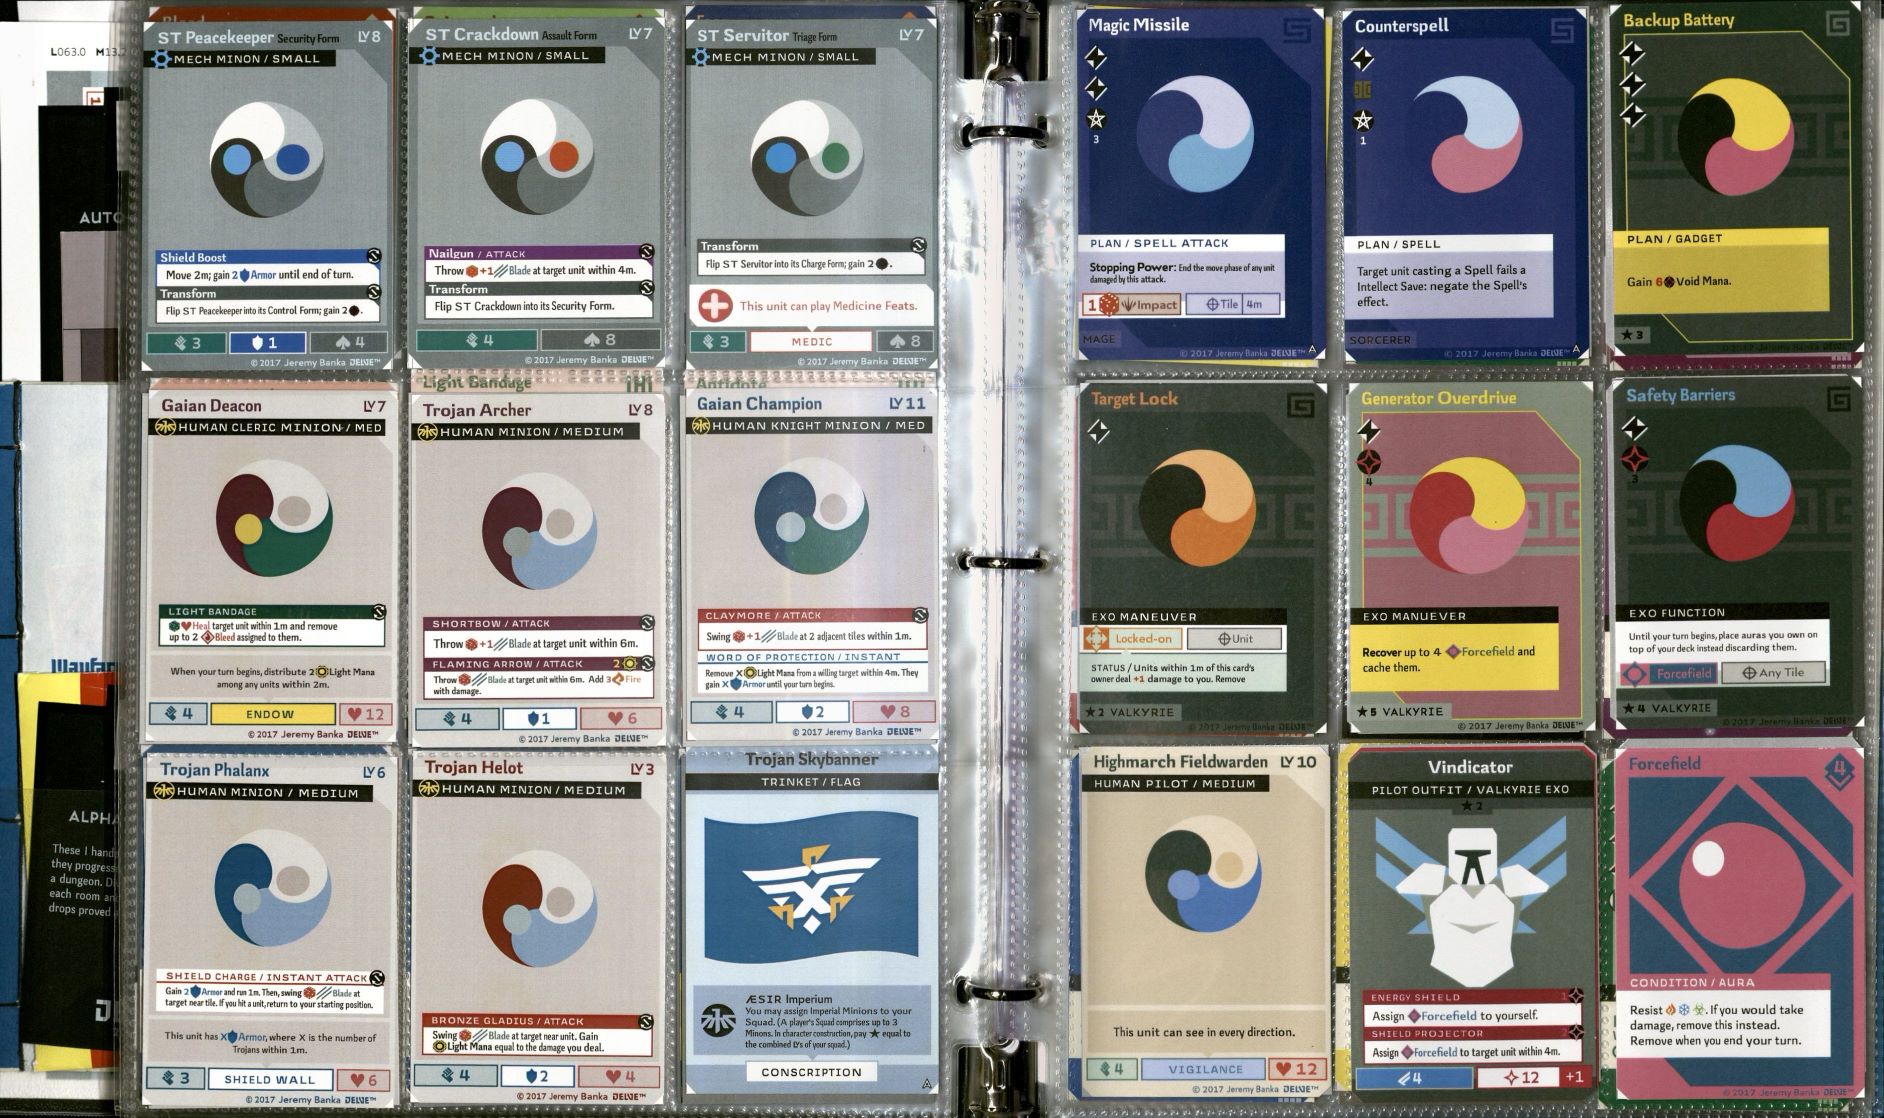 L063.0
AUTO
Wayfar
ALPH
These I hand
they progress
a dungeon. D
each room an
drops proved
ST Peacekeeper Security Form LV 8
MECH MINON / SMALL
Shield Boost
Move 2m; gain 2 Armor until end of turn.
Transform
Flip ST Peacekeeper into its Control Form; gain 2 .
3 1 4
© 2017 Jeremy Banka DELVE™
ST Crackdown Assault Form LV 7
MECH MINON / SMALL
Nailgun / ATTACK
Throw +1 Blade at target unit within 4m.
Transform
Flip ST Crackdown into its Security Form.
4 8
© 2017 Jeremy Banka DELVE™
ST Servitor Triage Form LV 7
MECH MINON / SMALL
Transform
Flip ST Servitor into its Charge Form; gain 2 .
This unit can play Medicine Feats.
3 MEDIC 8
© 2017 Jeremy Banka DELVE™
Gaian Deacon LV 7
HUMAN CLERIC MINION / MED
LIGHT BANDAGE
Heal target unit within 1m and remove
up to 2 Bleed assigned to them.
When your turn begins, distribute 2 Light Mana
among any units within 2m.
4 ENDOW 12
© 2017 Jeremy Banka DELVE™
Light Bandage
Trojan Archer LV 8
HUMAN MINION / MEDIUM
SHORTBOW / ATTACK
Throw +1 Blade at target unit within 6m.
FLAMING ARROW / ATTACK 2
Throw Blade at target unit within 6m. Add 3 Fire
with damage.
4 1 6
© 2017 Jeremy Banka DELVE™
Antidote
Gaian Champion LV 11
HUMAN KNIGHT MINION / MED
CLAYMORE / ATTACK
Swing +1 Blade at 2 adjacent tiles within 1m.
WORD OF PROTECTION / INSTANT
Remove X Light Mana from a willing target within 4m. They
gain X Armor until your turn begins.
4 2 8
© 2017 Jeremy Banka DELVE™
Trojan Phalanx LV 6
HUMAN MINION / MEDIUM
SHIELD CHARGE / INSTANT ATTACK
Gain 2 Armor and run 1m. Then, swing Blade at
target near tile. If you hit a unit, return to your starting position.
This unit has X Armor, where X is the number of
Trojans within 1m.
3 SHIELD WALL 6
© 2017 Jeremy Banka DELVE™
Trojan Helot LV 3
HUMAN MINION / MEDIUM
BRONZE GLADIUS / ATTACK
Swing Blade at target near unit. Gain
Light Mana equal to the damage you deal.
4 2 4
© 2017 Jeremy Banka DELVE™
Trojan Skybanner
TRINKET / FLAG
ÆSIR Imperium
You may assign Imperial Minions to your
Squad. (A player's Squad comprises up to 3
Minions. In character construction, pay ★ equal to
the combined LV's of your squad.)
CONSCRIPTION
Magic Missile
3
PLAN / SPELL ATTACK
Stopping Power: End the move phase of any unit
damaged by this attack.
1 Impact Tile 4m
MAGE
© 2017 Jeremy Banka DELVE™
Counterspell
1
PLAN / SPELL
Target unit casting a Spell fails a
Intellect Save: negate the Spell's
effect.
SORCERER
© 2017 Jeremy Banka DELVE™
Backup Battery
PLAN / GADGET
Gain 6 Void Mana.
★3
Target Lock
EXO MANEUVER
Locked-on Unit
STATUS / Units within 1m of this card's
owner deal +1 damage to you. Remove
★2 VALKYRIE
© 2017 Jeremy Banka DELVE™
Generator Overdrive
4
EXO MANUEVER
Recover up to 4 Forcefield and
cache them.
★5 VALKYRIE
© 2017 Jeremy Banka DELVE™
Safety Barriers
3
EXO FUNCTION
Until your turn begins, place auras you own on
top of your deck instead discarding them.
Forcefield Any Tile
★4 VALKYRIE
© 2017 Jeremy Banka DELVE™
Highmarch Fieldwarden LV 10
HUMAN PILOT / MEDIUM
This unit can see in every direction.
4 VIGILANCE 12
© 2017 Jeremy Banka DELVE™
Vindicator
PILOT OUTFIT / VALKYRIE EXO
★2
ENERGY SHIELD 1
Assign Forcefield to yourself.
SHIELD PROJECTOR 2
Assign Forcefield to target unit within 4m.
4 12 +1
© 2017 Jeremy Banka DELVE™
Forcefield 4
CONDITION / AURA
Resist . If you would take
damage, remove this instead.
Remove when you end your turn.
© 2017 Jeremy Banka DELVE™